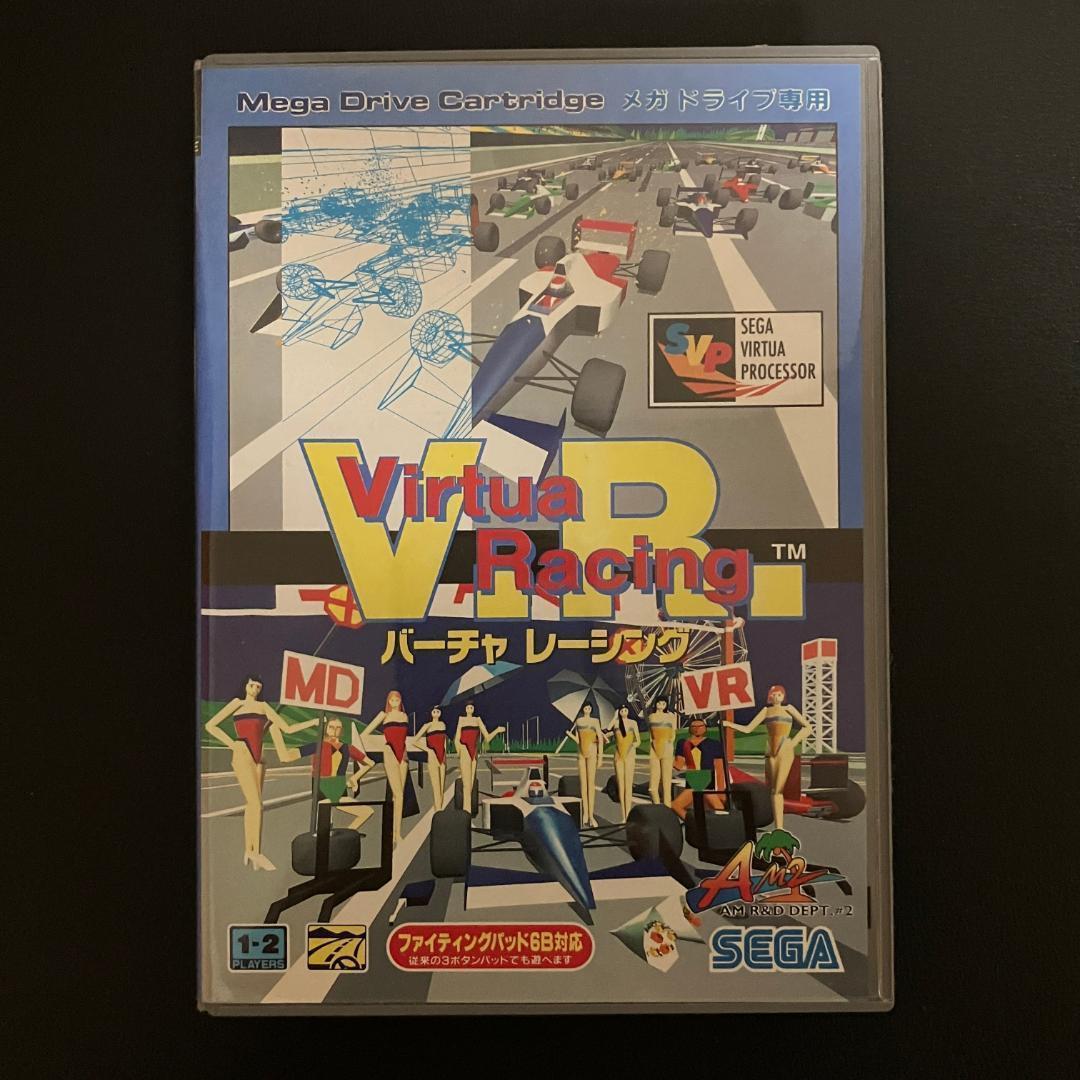 Mega Drive Cartridge メガドライブ専用
SVP
SEGA
VIRTUA
PROCESSOR
V.R.
Virtua
Racing
TM
バーチャ レーシング
MD
VR
AM2
AM R&D DEPT.#2
1-2
PLAYERS
ファイティングパッド6B対応
従来の3ボタンパッドでも遊べます
SEGA